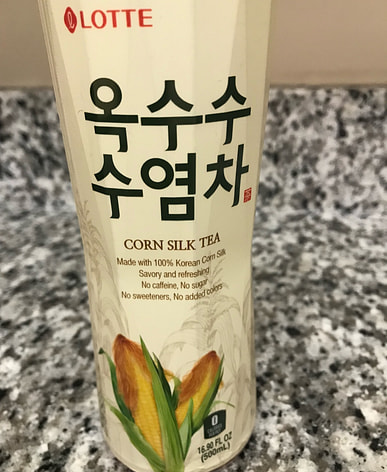 LOTTE
옥수수
수염차
CORN SILK TEA
Made with 100% Korean Corn Silk
Savory and refreshing
No caffeine, No sugar
No sweeteners, No added colors
0
16.90 FL OZ
(500mL)